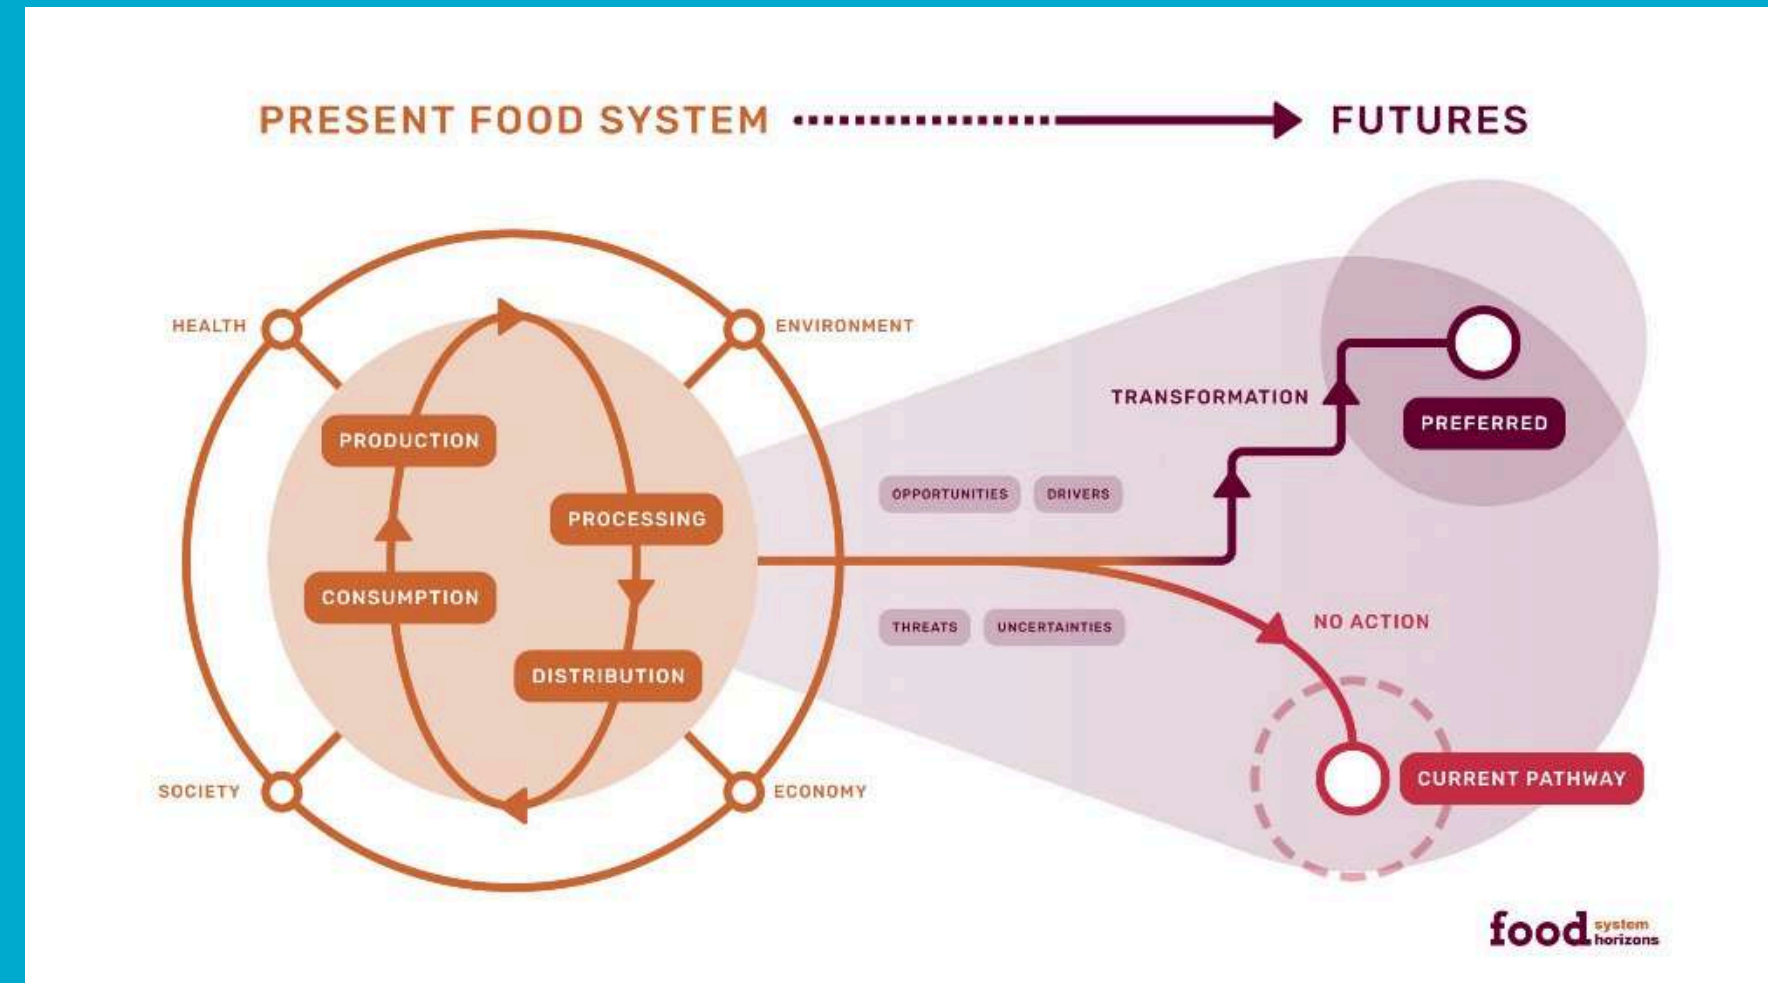 PRESENT FOOD SYSTEM
FUTURES
HEALTH
ENVIRONMENT
PRODUCTION
PROCESSING
CONSUMPTION
DISTRIBUTION
SOCIETY
ECONOMY
TRANSFORMATION
PREFERRED
OPPORTUNITIES
DRIVERS
THREATS
UNCERTAINTIES
NO ACTION
CURRENT PATHWAY
food system
horizons